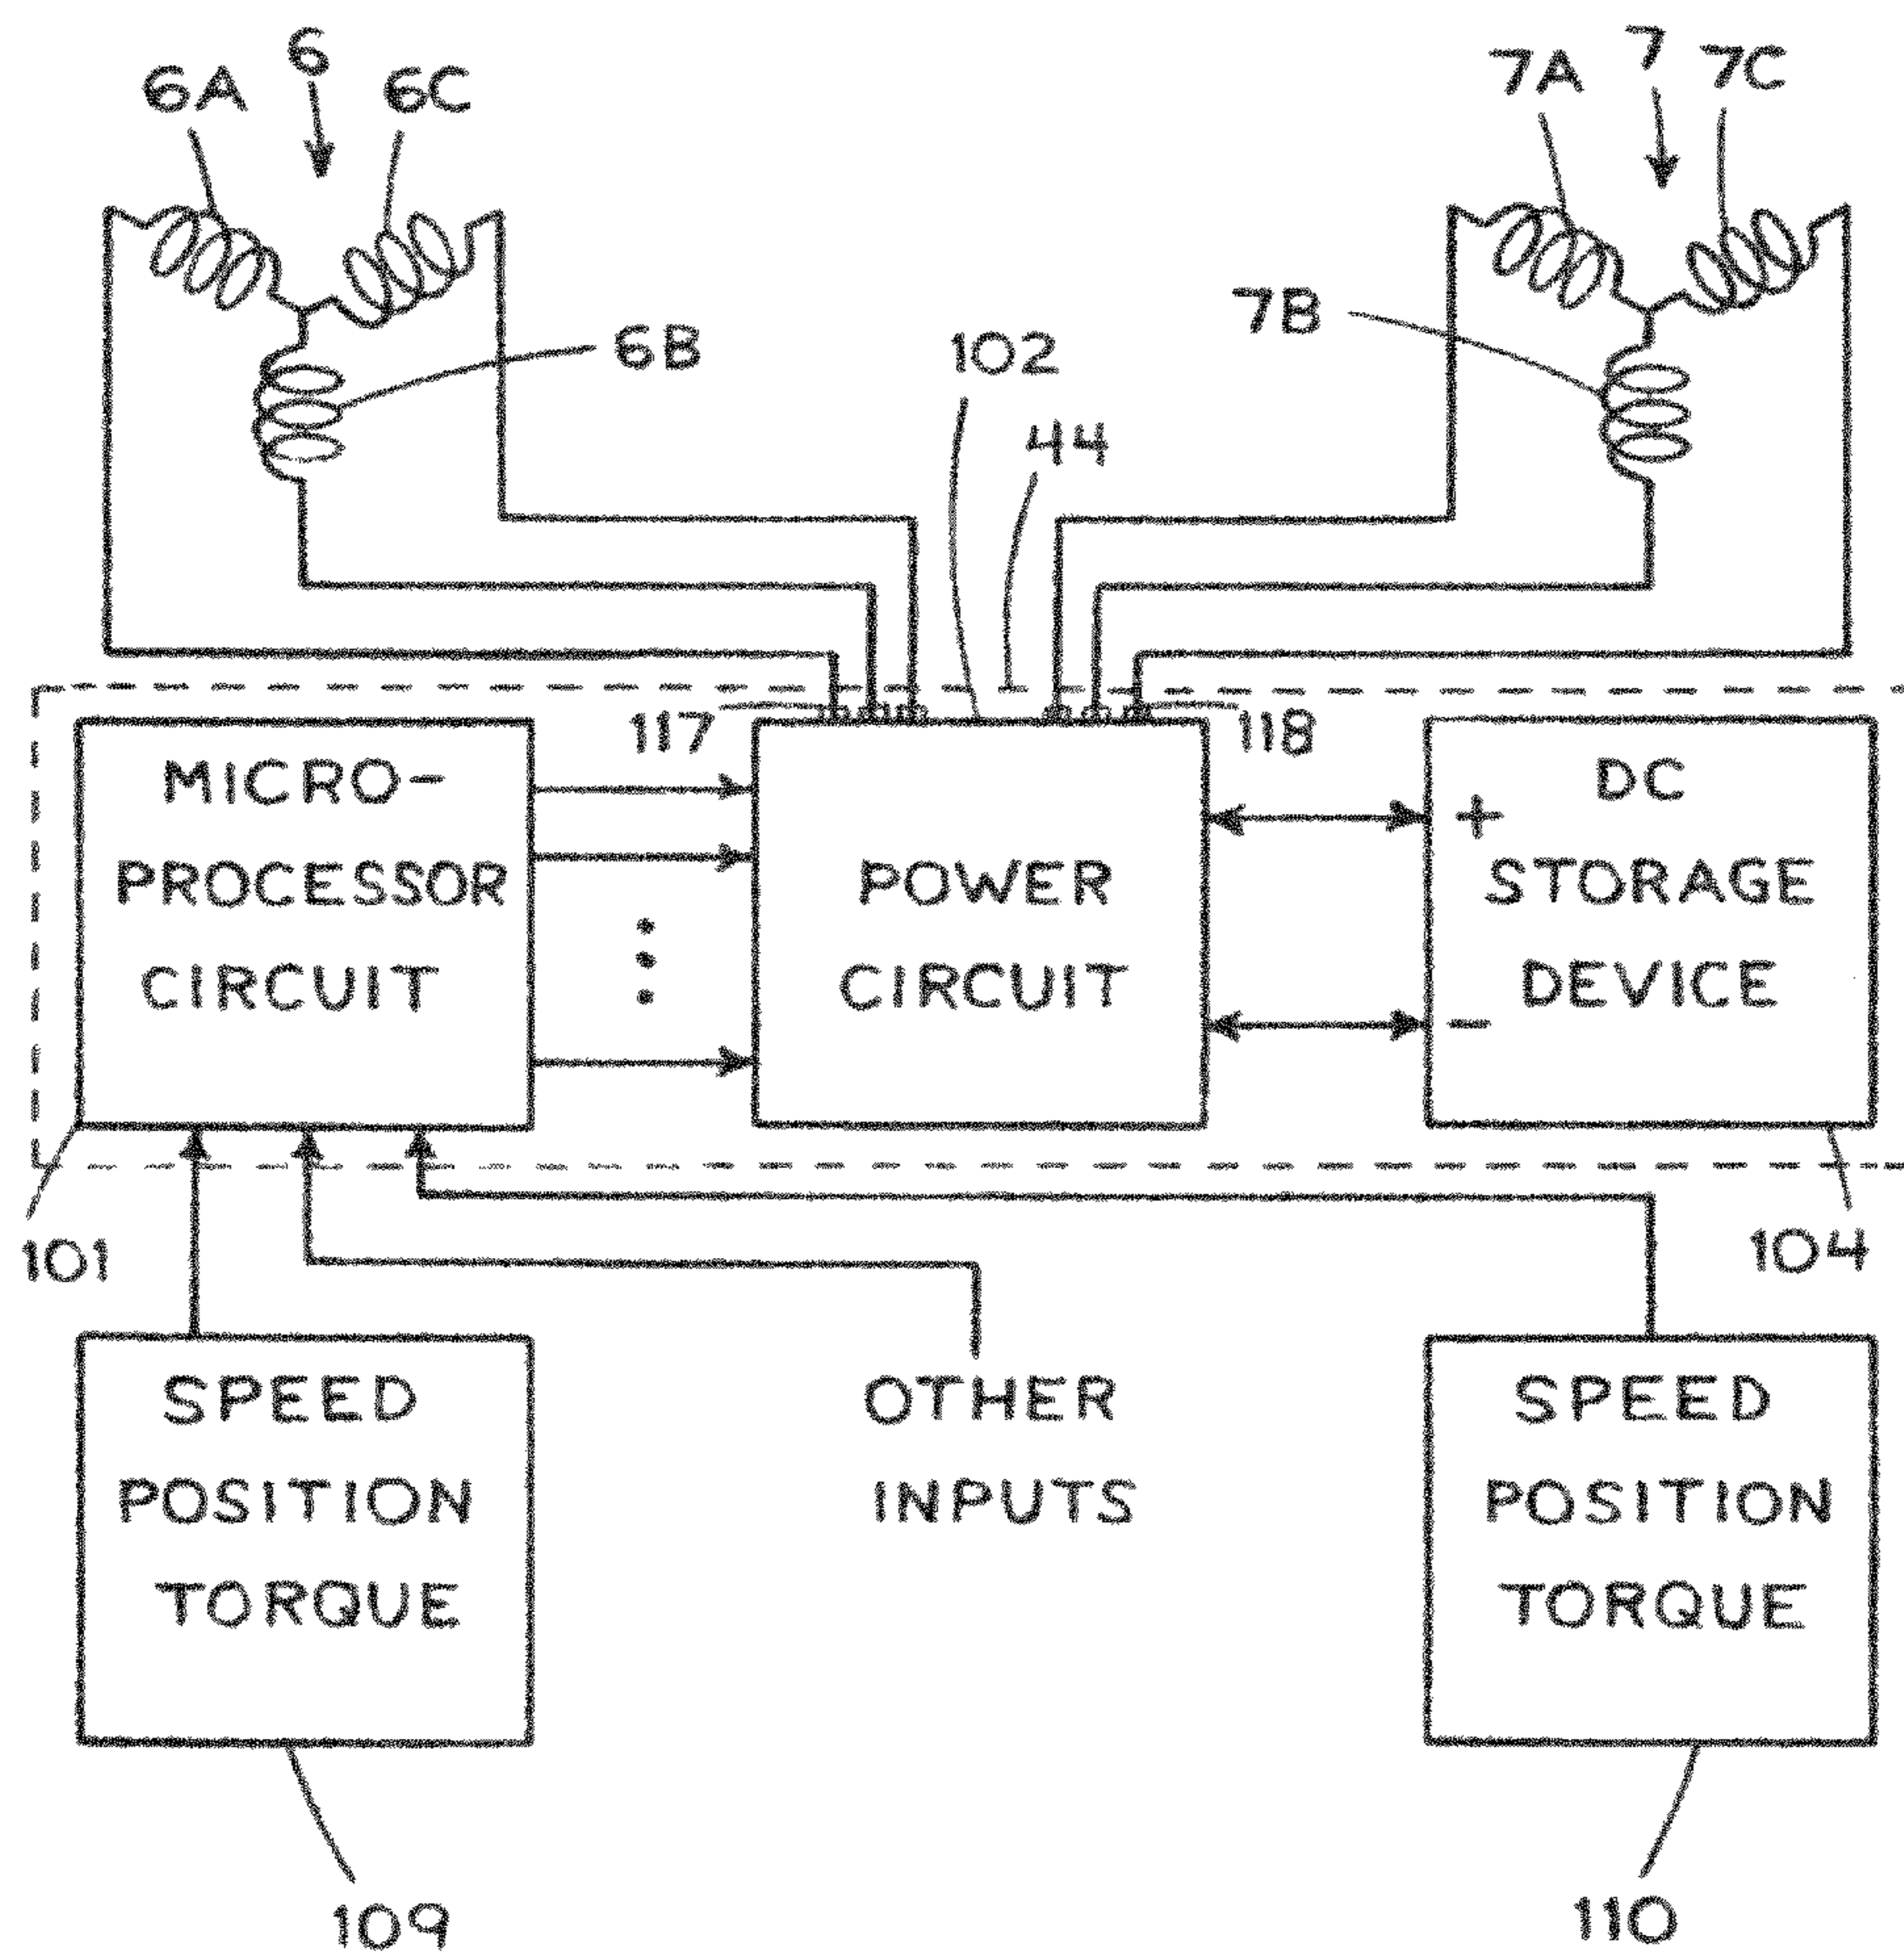 6
6A
6C
6B
7
7A
7C
7B
102
44
117
118
MICRO-
PROCESSOR
CIRCUIT
POWER
CIRCUIT
+
DC
STORAGE
DEVICE
-
101
104
SPEED
POSITION
TORQUE
OTHER
INPUTS
SPEED
POSITION
TORQUE
109
110